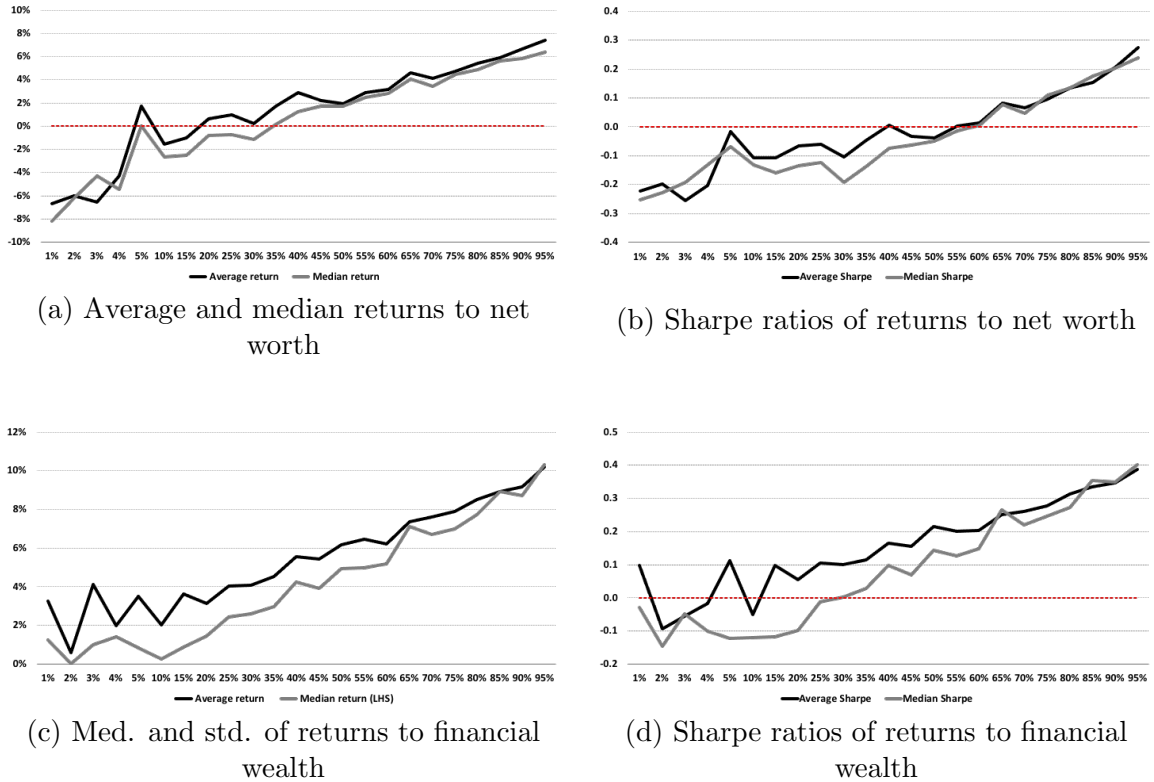 10%
8%
6%
4%
2%
0%
-2%
-4%
-6%
-8%
-10%
1% 2% 3% 4% 5% 10% 15% 20% 25% 30% 35% 40% 45% 50% 55% 60% 65% 70% 75% 80% 85% 90% 95%
Average return Median return
(a) Average and median returns to net
worth
0.4
0.3
0.2
0.1
0.0
-0.1
-0.2
-0.3
-0.4
1% 2% 3% 4% 5% 10% 15% 20% 25% 30% 35% 40% 45% 50% 55% 60% 65% 70% 75% 80% 85% 90% 95%
Average Sharpe Median Sharpe
(b) Sharpe ratios of returns to net worth
12%
10%
8%
6%
4%
2%
0%
1% 2% 3% 4% 5% 10% 15% 20% 25% 30% 35% 40% 45% 50% 55% 60% 65% 70% 75% 80% 85% 90% 95%
Average return Median return (LHS)
(c) Med. and std. of returns to financial
wealth
0.5
0.4
0.3
0.2
0.1
0.0
-0.1
-0.2
1% 2% 3% 4% 5% 10% 15% 20% 25% 30% 35% 40% 45% 50% 55% 60% 65% 70% 75% 80% 85% 90% 95%
Average Sharpe Median Sharpe
(d) Sharpe ratios of returns to financial
wealth